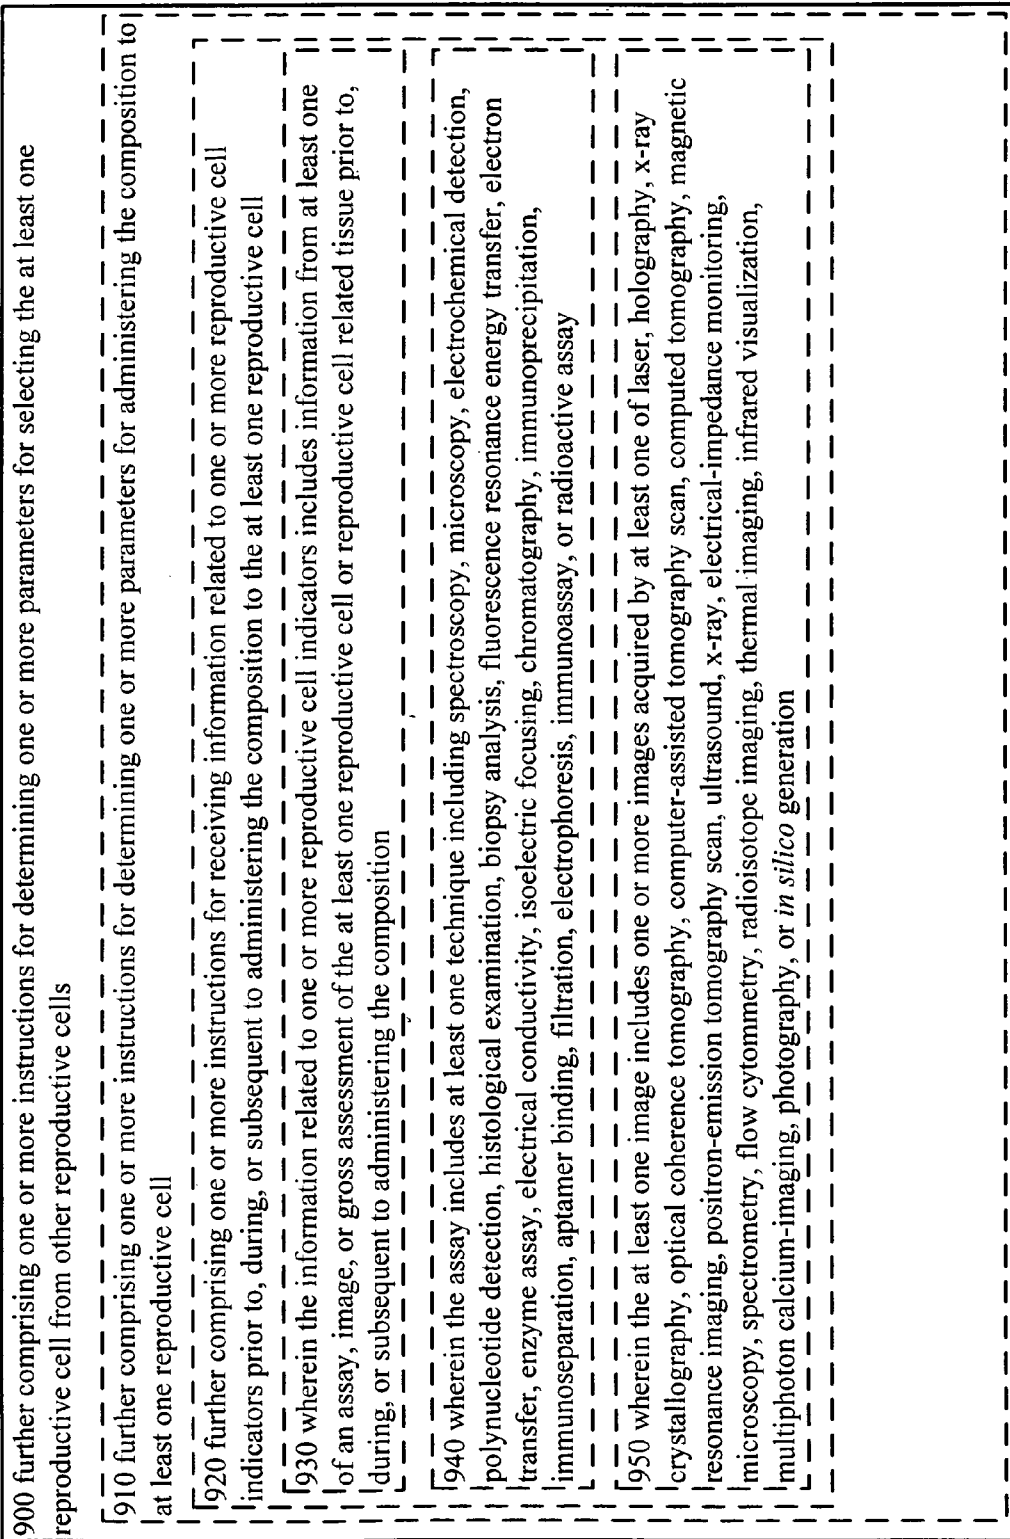 900 further comprising one or more instructions for determining one or more parameters for selecting the at least one
reproductive cell from other reproductive cells
910 further comprising one or more instructions for determining one or more parameters for administering the composition to
at least one reproductive cell
920 further comprising one or more instructions for receiving information related to one or more reproductive cell
indicators prior to, during, or subsequent to administering the composition to the at least one reproductive cell
930 wherein the information related to one or more reproductive cell indicators includes information from at least one
of an assay, image, or gross assessment of the at least one reproductive cell or reproductive cell related tissue prior to,
during, or subsequent to administering the composition
940 wherein the assay includes at least one technique including spectroscopy, microscopy, electrochemical detection,
polynucleotide detection, histological examination, biopsy analysis, fluorescence resonance energy transfer, electron
transfer, enzyme assay, electrical conductivity, isoelectric focusing, chromatography, immunoprecipitation,
immunoseparation, aptamer binding, filtration, electrophoresis, immunoassay, or radioactive assay
950 wherein the at least one image includes one or more images acquired by at least one of laser, holography, x-ray
crystallography, optical coherence tomography, computer-assisted tomography scan, computed tomography, magnetic
resonance imaging, positron-emission tomography scan, ultrasound, x-ray, electrical-impedance monitoring,
microscopy, spectrometry, flow cytommetry, radioisotope imaging, thermal imaging, infrared visualization,
multiphoton calcium-imaging, photography, or in silico generation